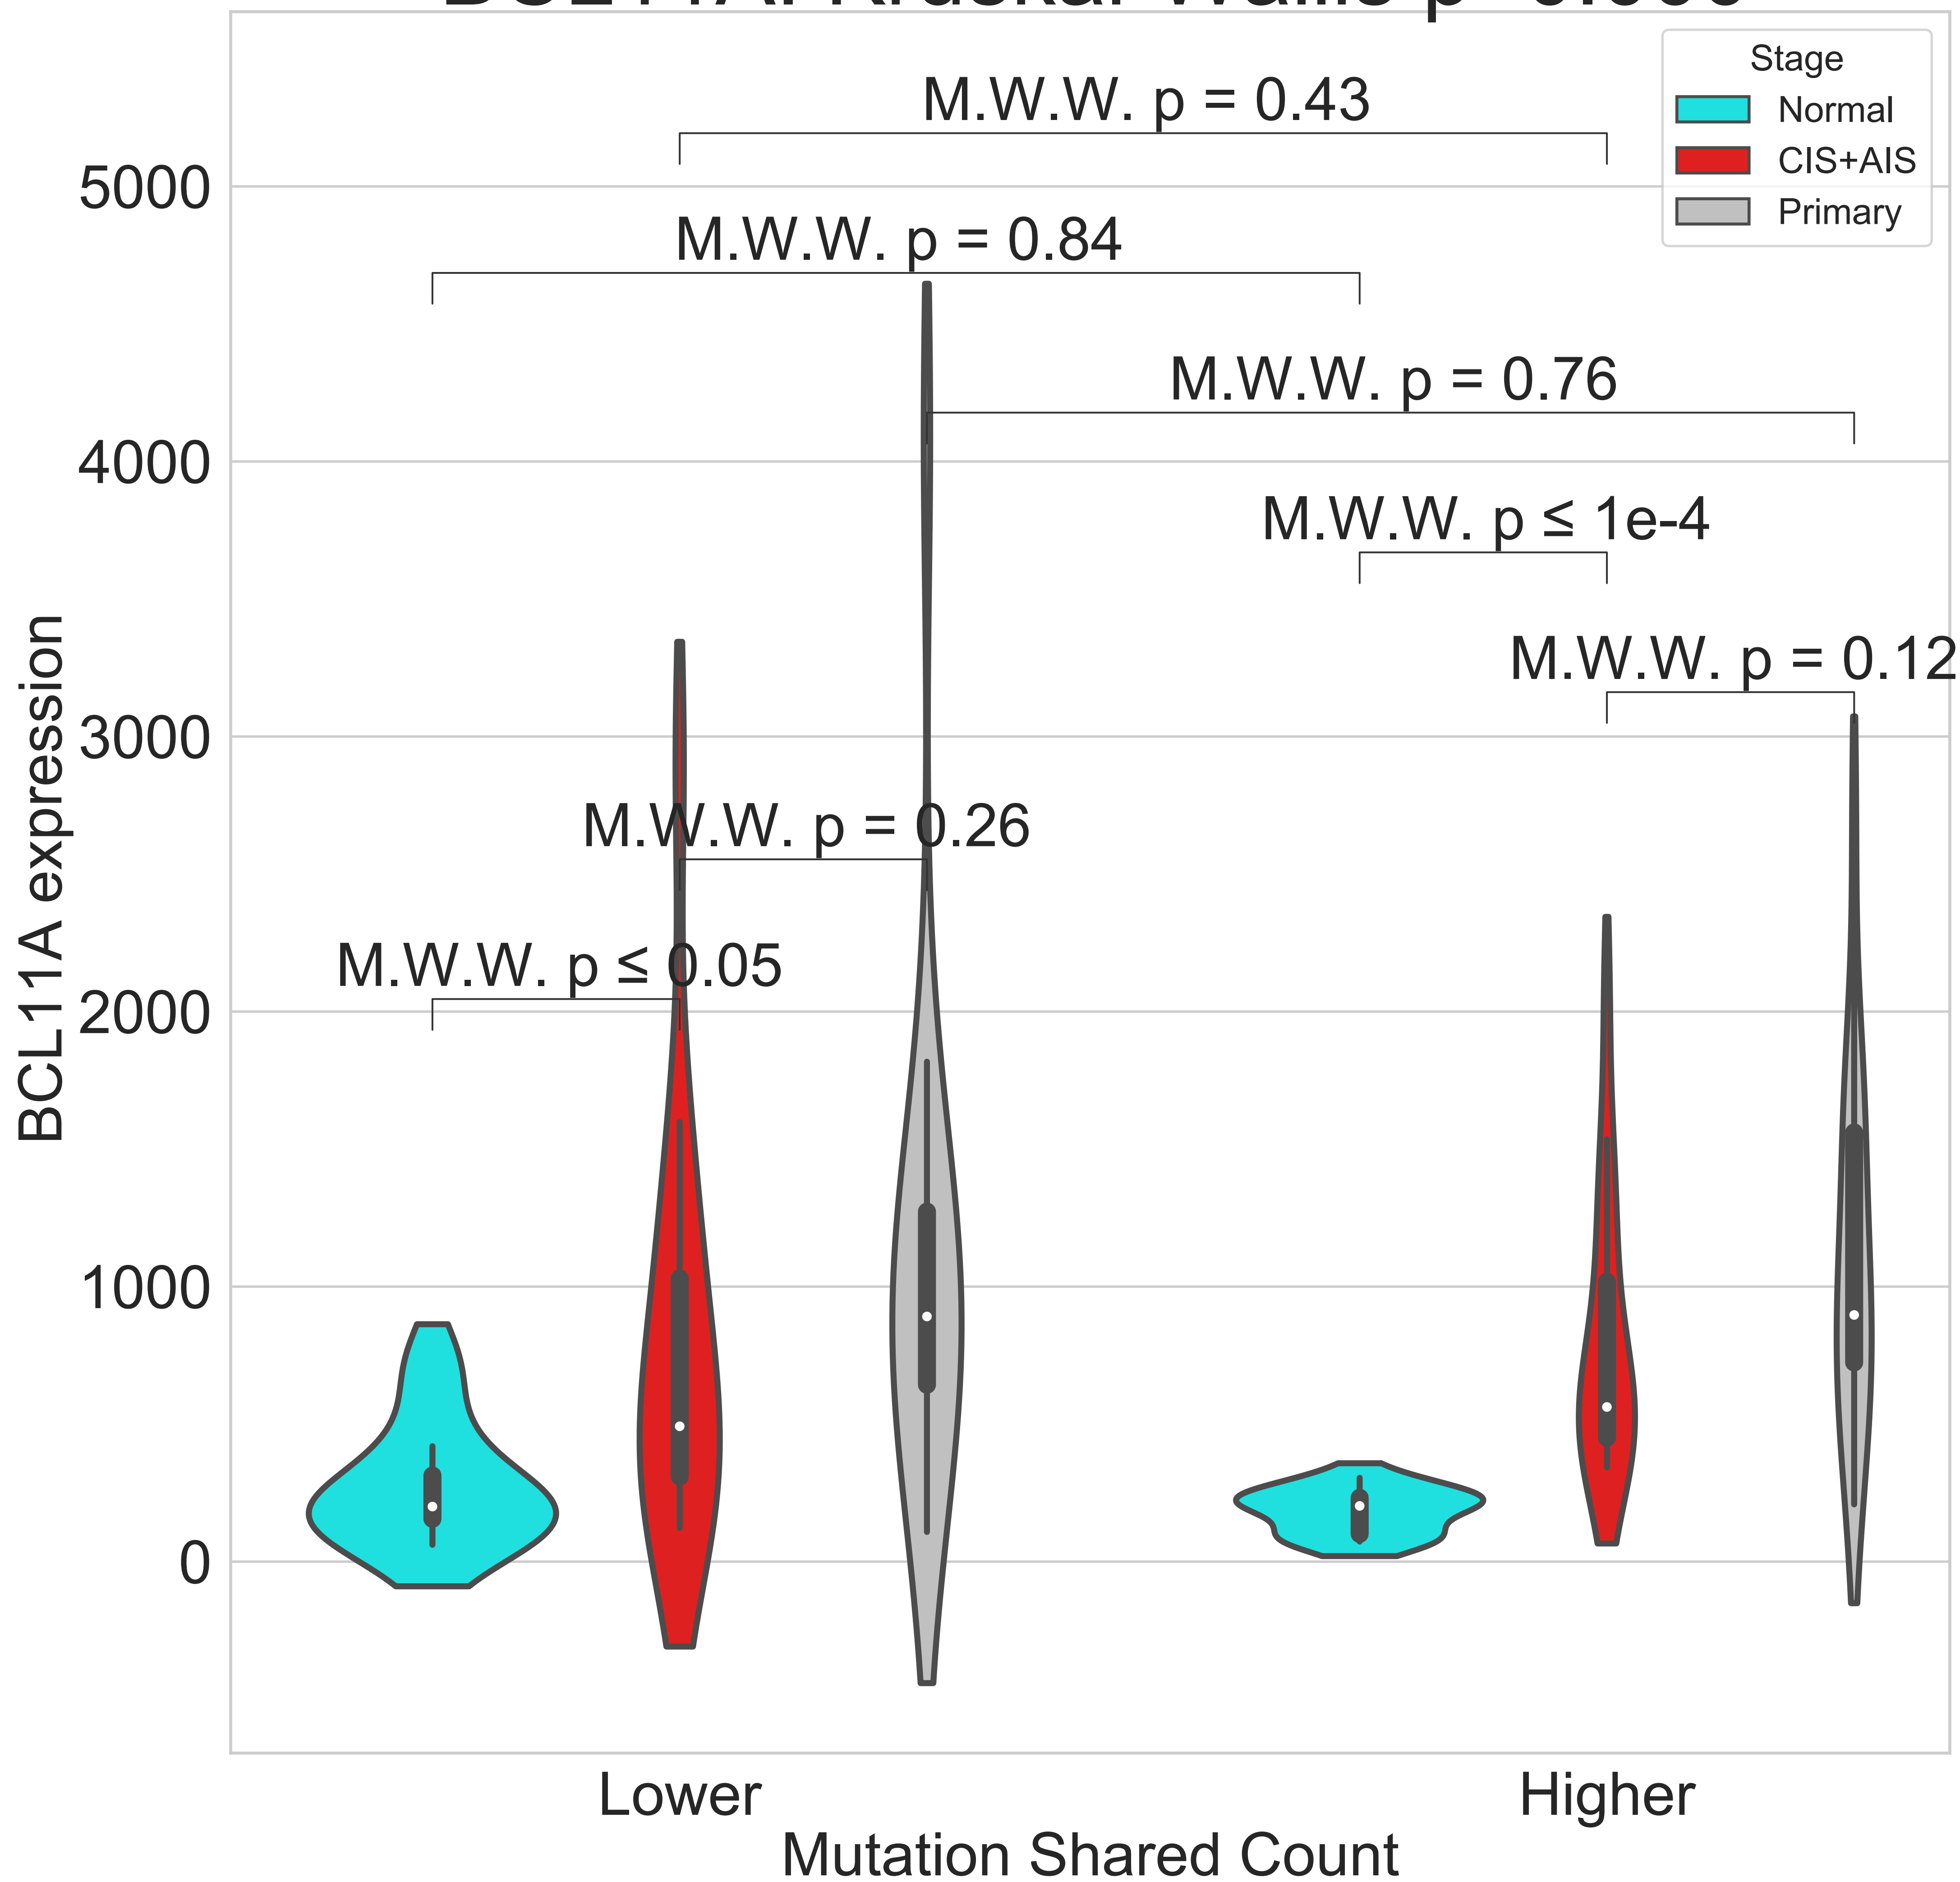 Stage
Normal
CIS+AIS
Primary
M.W.W. p = 0.43
M.W.W. p = 0.84
M.W.W. p = 0.76
M.W.W. p ≤ 1e-4
M.W.W. p = 0.12
M.W.W. p = 0.26
M.W.W. p ≤ 0.05
5000
4000
3000
2000
1000
0
BCL11A expression
Lower
Higher
Mutation Shared Count